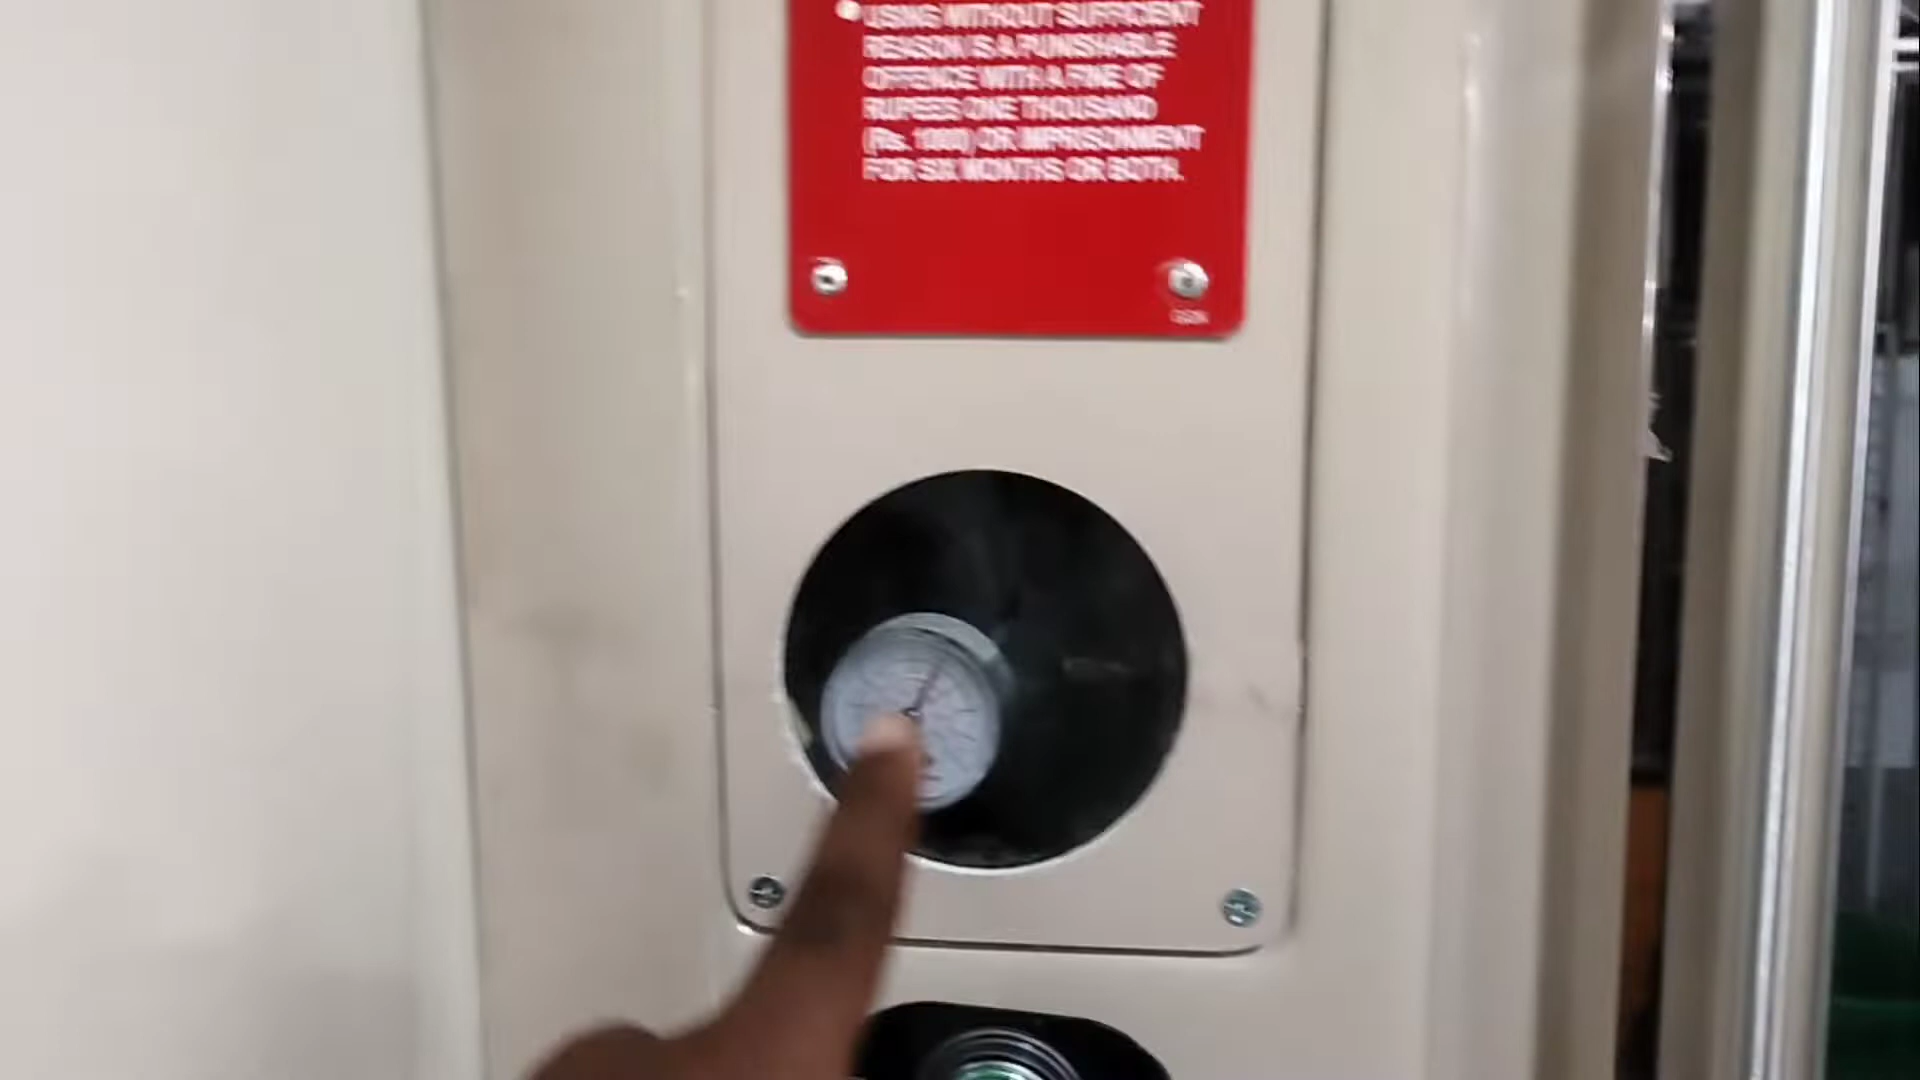 USING WITHOUT SUFFICIENT
REASON IS A PUNISHABLE
OFFENCE WITH A FINE OF
RUPEES ONE THOUSAND
(Rs. 1000) OR IMPRISONMENT
FOR SIX MONTHS OR BOTH.